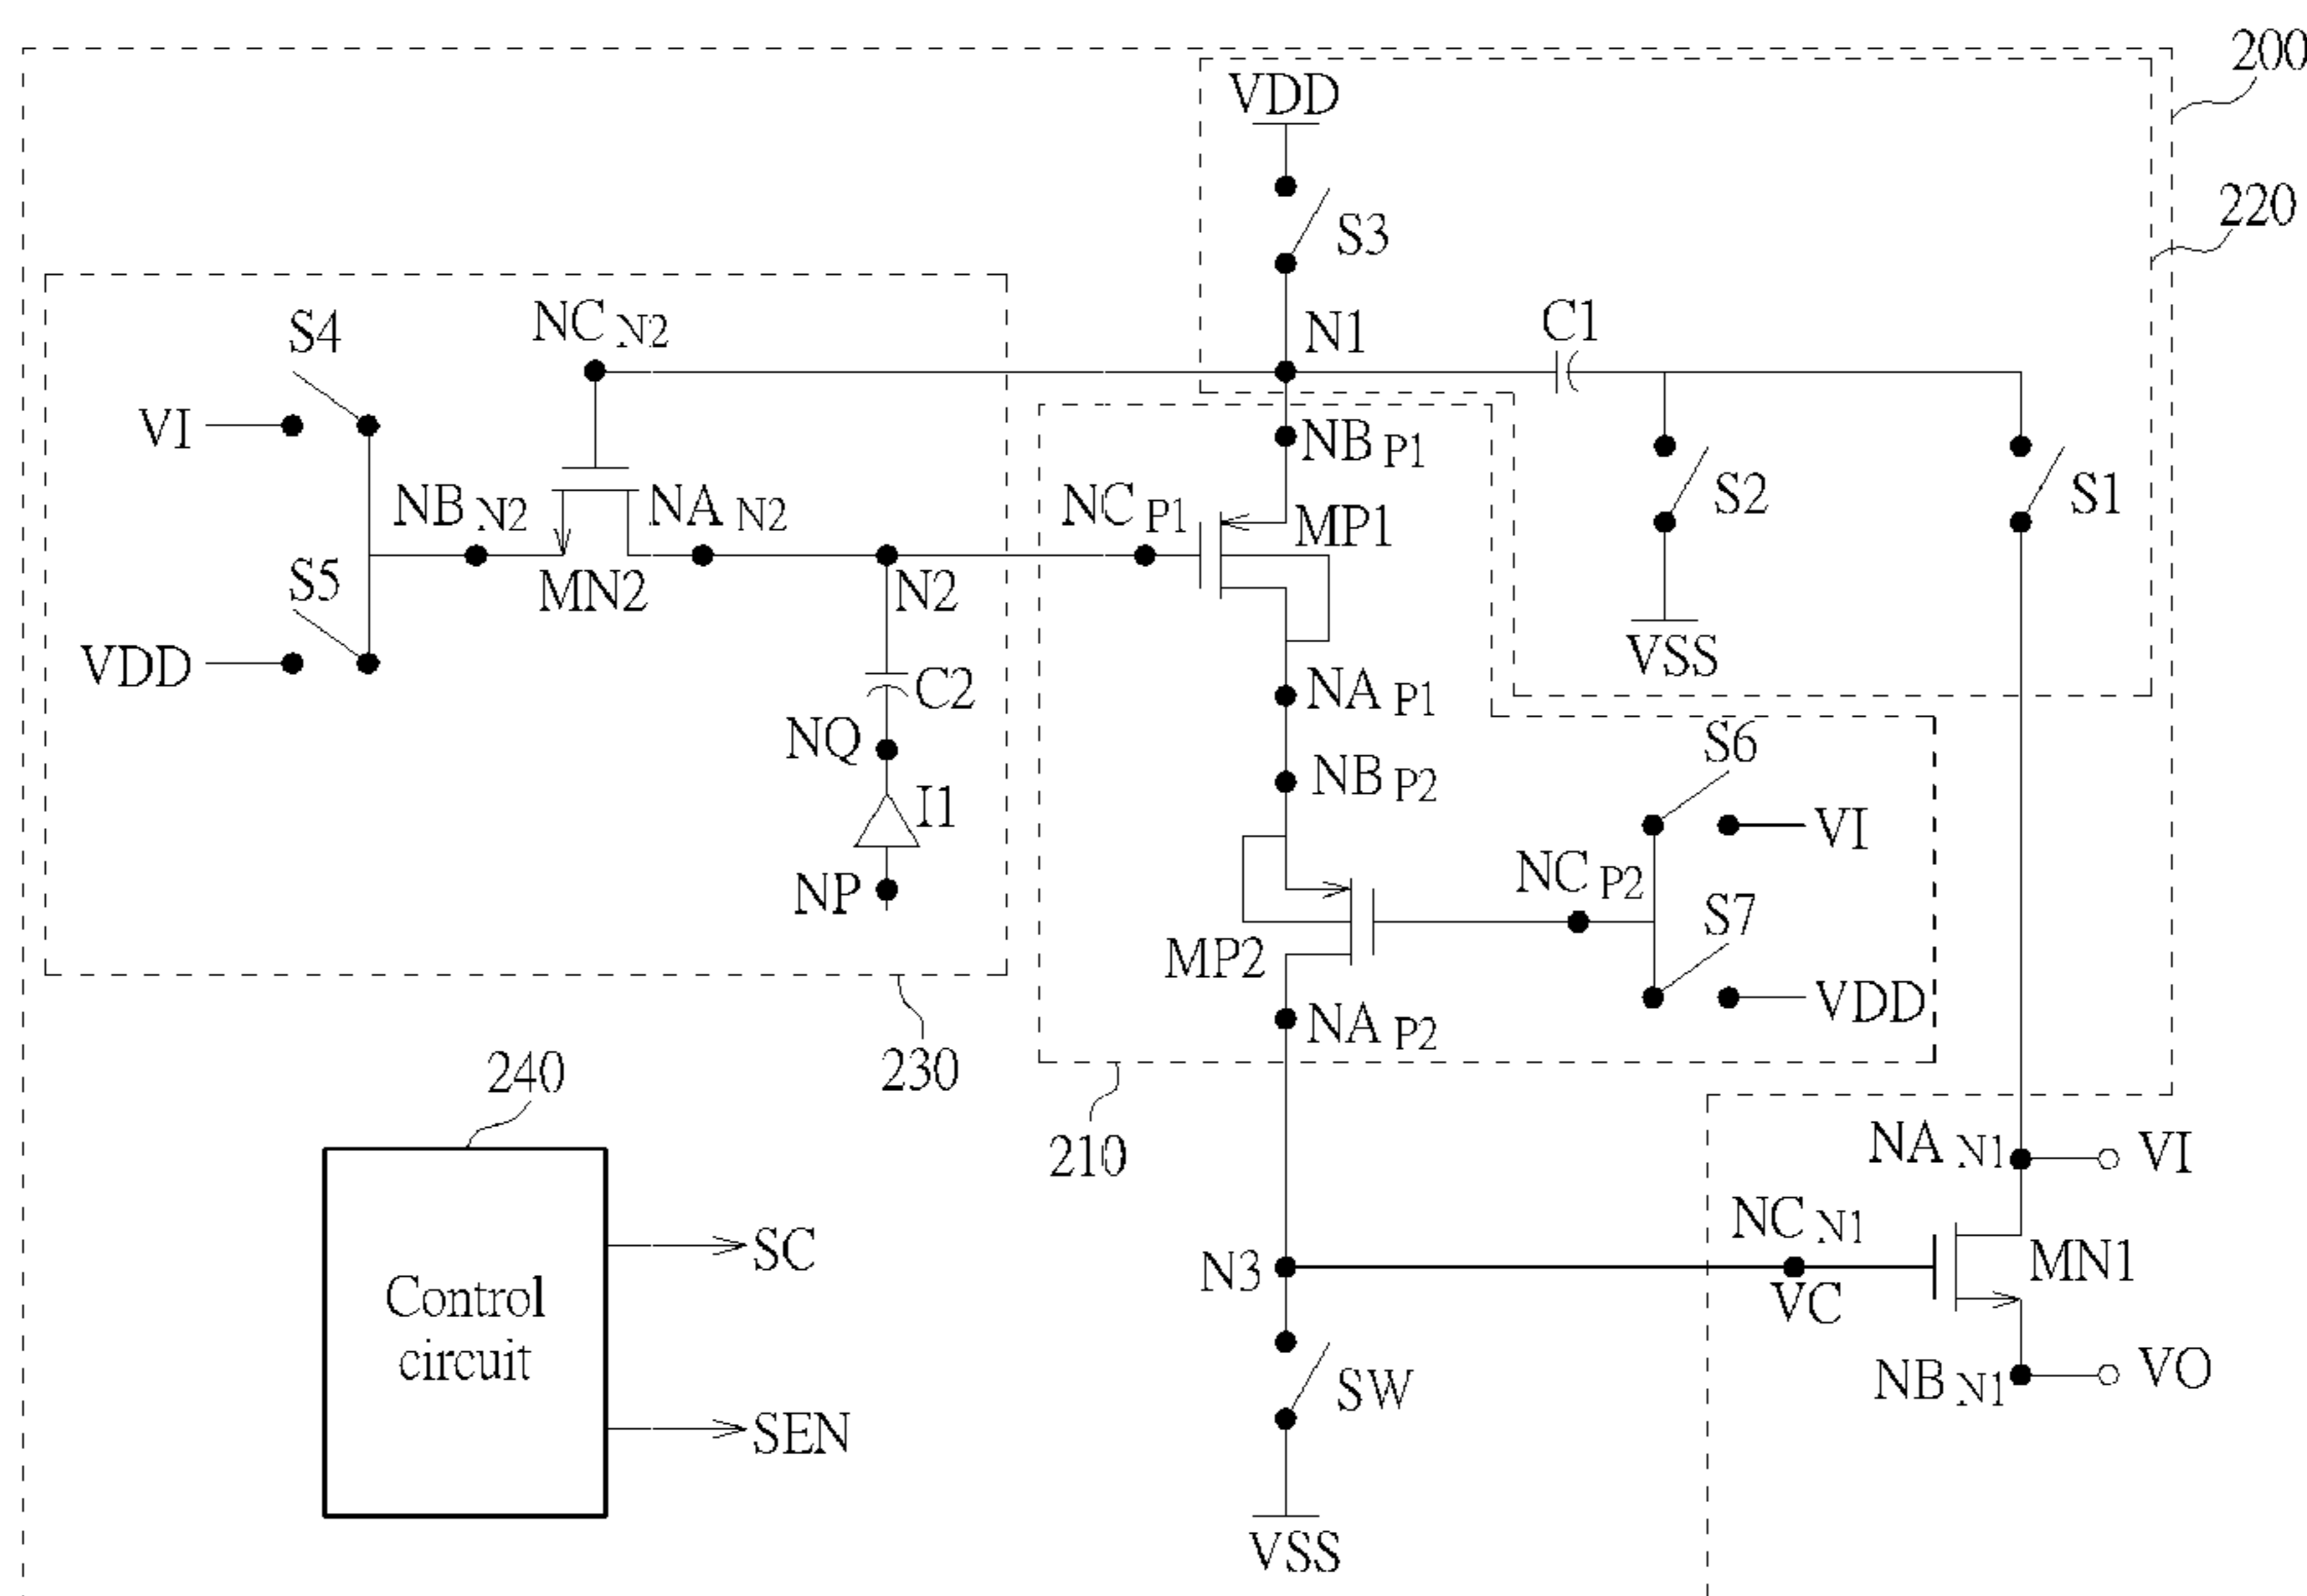 200
VDD
220
S3
NC N2
N1
C1
S4
VI
NB P1
NB N2
NA N2
NC P1
MP1
S2
S1
S5
MN2
N2
VDD
C2
NA P1
VSS
NQ
S6
NB P2
I1
VI
NP
NC P2
S7
MP2
VDD
NA P2
230
240
210
NA N1
VI
SC
NC N1
N3
MN1
VC
Control
circuit
VO
NB N1
SW
SEN
VSS